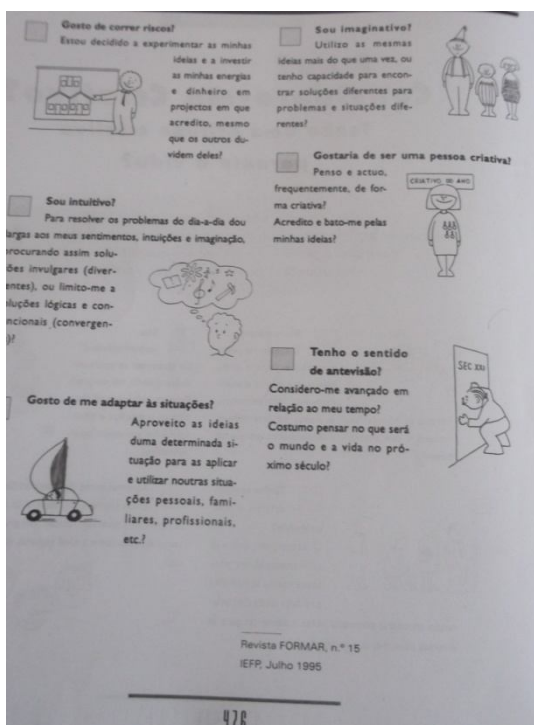 Gosto de correr riscos?
Estou decidido a experimentar as minhas
ideias e a investir
as minhas energias
e dinheiro em
projectos em que
acredito, mesmo
que os outros du-
videm deles?
Sou intuitivo?
Para resolver os problemas do dia-a-dia dou
largas aos meus sentimentos, intuições e imaginação,
procurando assim solu-
ções invulgares (diver-
entes), ou limito-me a
luções lógicas e con-
ncionais (convergen-
)?
Gosto de me adaptar às situações?
Aproveito as ideias
duma determinada si-
tuação para as aplicar
e utilizar noutras situa-
ções pessoais, fami-
liares, profissionais,
etc.?
Sou imaginativo?
Utilizo as mesmas
ideias mais do que uma vez, ou
tenho capacidade para encon-
trar soluções diferentes para
problemas e situações dife-
rentes?
Gostaria de ser uma pessoa criativa?
Penso e actuo,
frequentemente, de for-
ma criativa?
Acredito e bato-me pelas
minhas ideias?
CRIATIVO DO ANO
Tenho o sentido
de antevisão?
Considero-me avançado em
relação ao meu tempo?
Costumo pensar no que será
o mundo e a vida no pró-
ximo século?
SEC XXI
Revista FORMAR, n.º 15
IEFP, Julho 1995
476